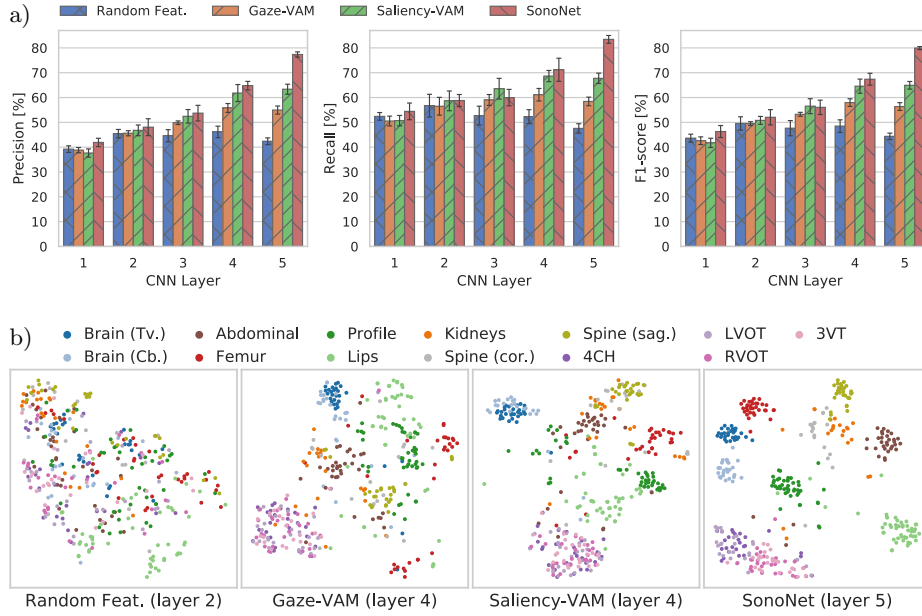 a)
Random Feat. Gaze-VAM Saliency-VAM SonoNet
Precision [%]
80
70
60
50
40
30
20
10
0
1 2 3 4 5
CNN Layer
Recall [%]
80
70
60
50
40
30
20
10
0
1 2 3 4 5
CNN Layer
F1-score [%]
80
70
60
50
40
30
20
10
0
1 2 3 4 5
CNN Layer
b)
Brain (Tv.) Abdominal Profile Kidneys Spine (sag.) LVOT 3VT
Brain (Cb.) Femur Lips Spine (cor.) 4CH RVOT
Random Feat. (layer 2) Gaze-VAM (layer 4) Saliency-VAM (layer 4) SonoNet (layer 5)